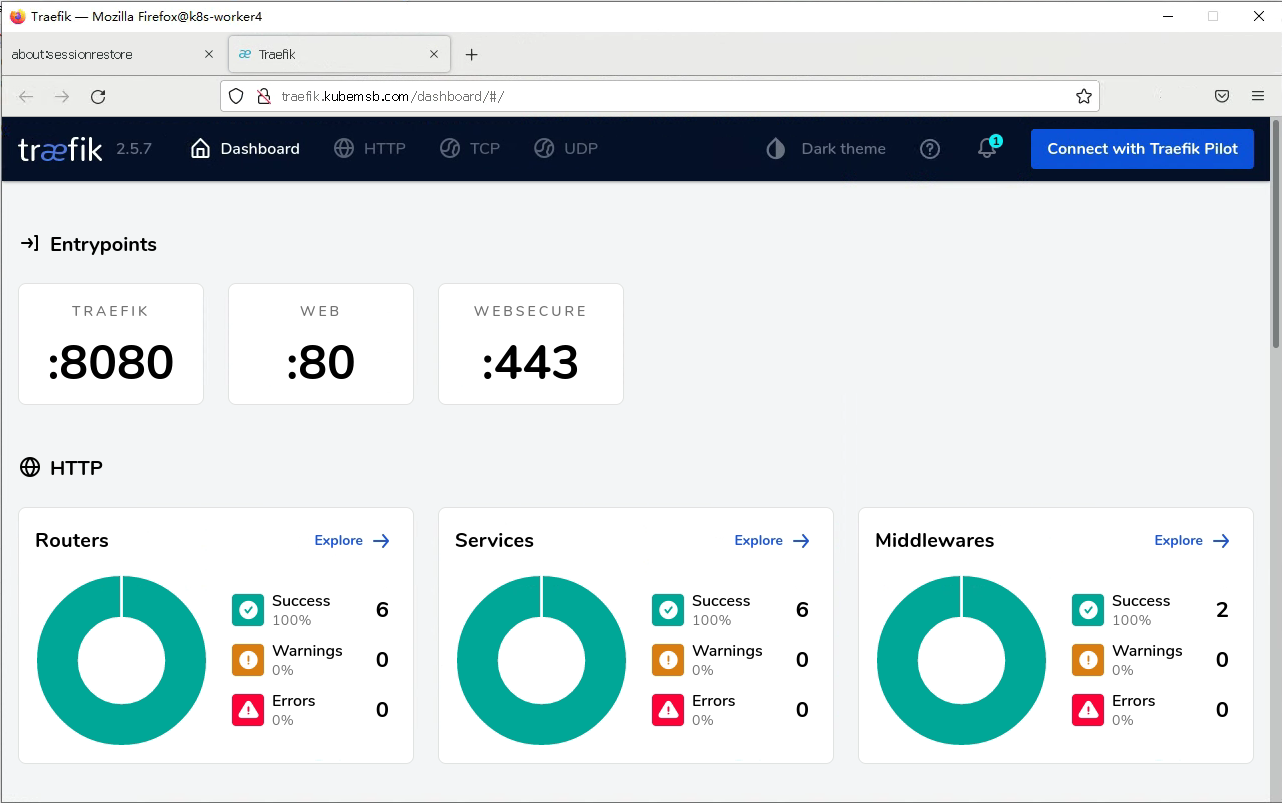 Traefik — Mozilla Firefox@k8s-worker4
about:sessionrestore
Traefik
traefik.kubemsb.com/dashboard/#/
træfik 2.5.7 Dashboard HTTP TCP UDP Dark theme 1 Connect with Traefik Pilot
Entrypoints
TRAEFIK WEB WEBSECURE
:8080 :80 :443
HTTP
Routers Explore
Success 6
100%
Warnings 0
0%
Errors 0
0%
Services Explore
Success 6
100%
Warnings 0
0%
Errors 0
0%
Middlewares Explore
Success 2
100%
Warnings 0
0%
Errors 0
0%